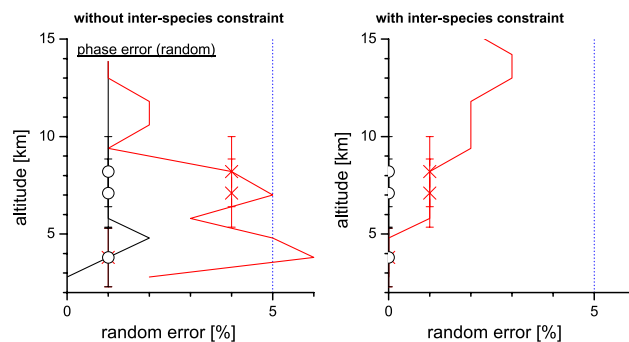 without inter-species constraint
with inter-species constraint
phase error (random)
15
10
5
altitude [km]
0
5
random error [%]
15
10
5
altitude [km]
0
5
random error [%]